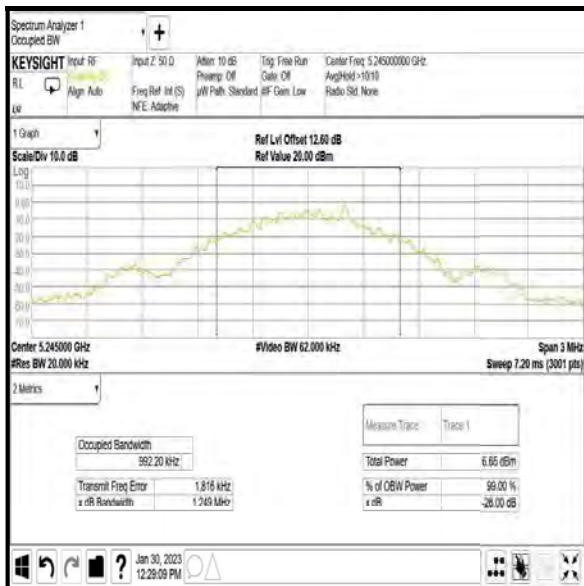 Spectrum Analyzer 1
Occupied BW
KEYSIGHT
Input: RF
Align: Auto
Input Z: 50 Ω
Freq Ref: Int (S)
NFE: Adaptive
Atten: 10 dB
Preamp: Off
µW Path: Standard
Trig: Free Run
Gate: Off
#IF Gain: Low
Center Freq: 5.245000000 GHz
Avg|Hold:>10/10
Radio Std: None
1 Graph
Scale/Div 10.0 dB
Ref Lvl Offset 12.60 dB
Ref Value 20.00 dBm
Log
10.0
0.00
Center 5.245000 GHz
#Res BW 20.000 kHz
#Video BW 62.000 kHz
Span 3 MHz
Sweep 7.20 ms (3001 pts)
2 Metrics
Measure Trace Trace 1
Occupied Bandwidth
992.20 kHz
Transmit Freq Error 1.816 kHz
x dB Bandwidth 1.249 MHz
Total Power 6.65 dBm
% of OBW Power 99.00 %
x dB -26.00 dB
Jan 30, 2023
12:29:09 PM